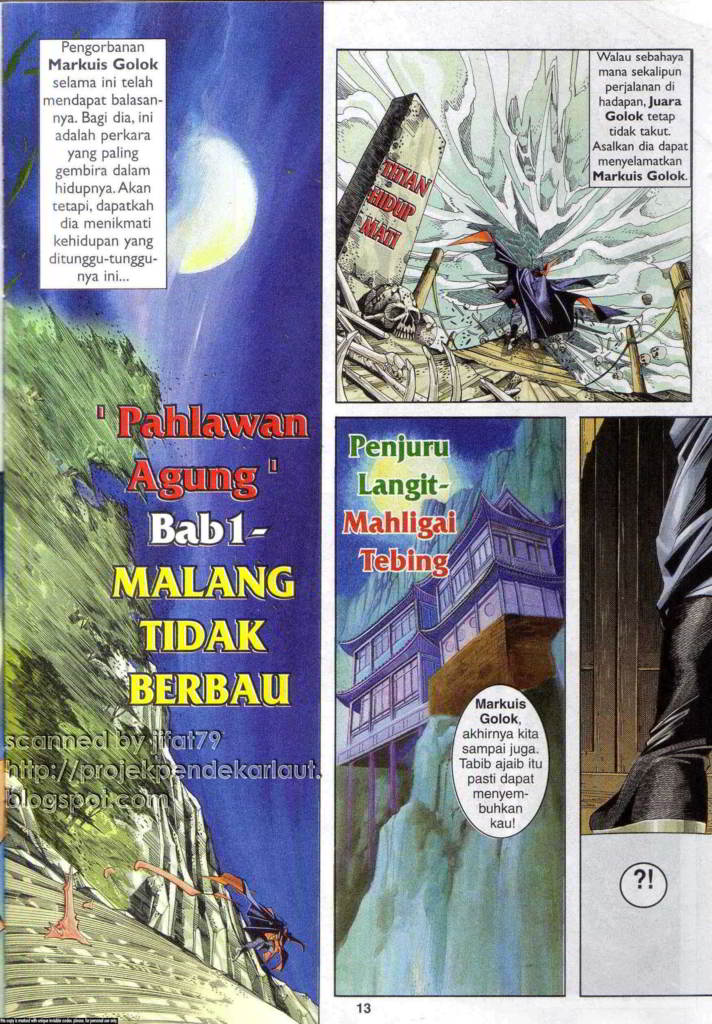 Pengorbanan
Markuis Golok
selama ini telah
mendapat balasan-
nya. Bagi dia, ini
adalah perkara
yang paling
gembira dalam
hidupnya. Akan
tetapi, dapatkah
dia menikmati
kehidupan yang
ditunggu-tunggu-
nya ini...
' Pahlawan
Agung '
Bab 1-
MALANG
TIDAK
BERBAU
scanned by jifat79
http://projekpendekarlaut.
blogspot.com
Walau sebahaya
mana sekalipun
perjalanan di
hadapan, Juara
Golok tetap
tidak takut.
Asalkan dia dapat
menyelamatkan
Markuis Golok.
TITIAN
HIDUP
MATI
Penjuru
Langit-
Mahligai
Tebing
Markuis
Golok,
akhirnya kita
sampai juga.
Tabib ajaib itu
pasti dapat
menyem-
buhkan
kau!
?!
13